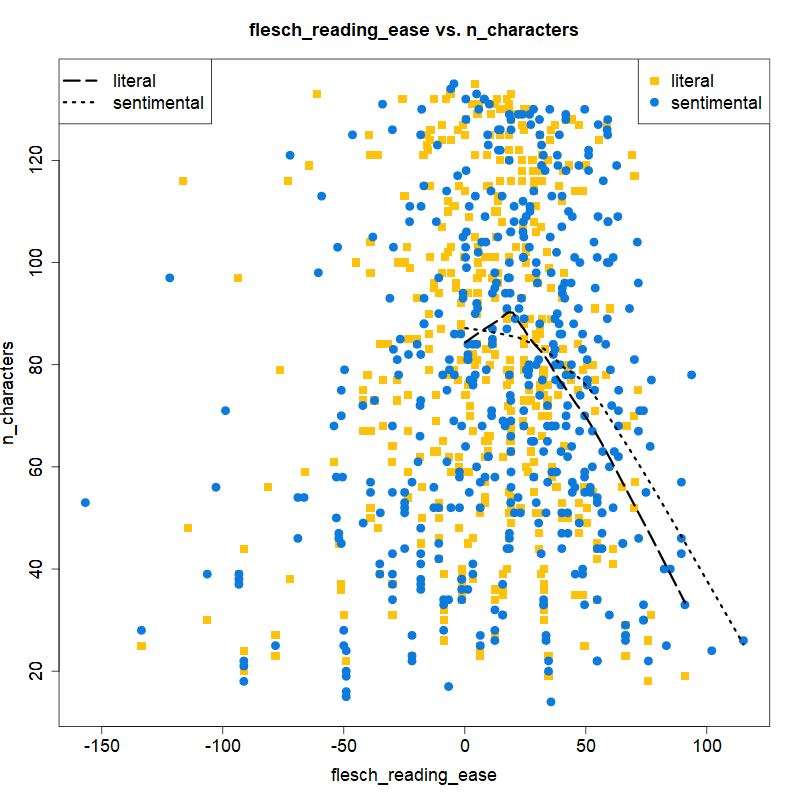 flesch_reading_ease vs. n_characters
literal
sentimental
literal
sentimental
n_characters
120
100
80
60
40
20
-150
-100
-50
0
50
100
flesch_reading_ease